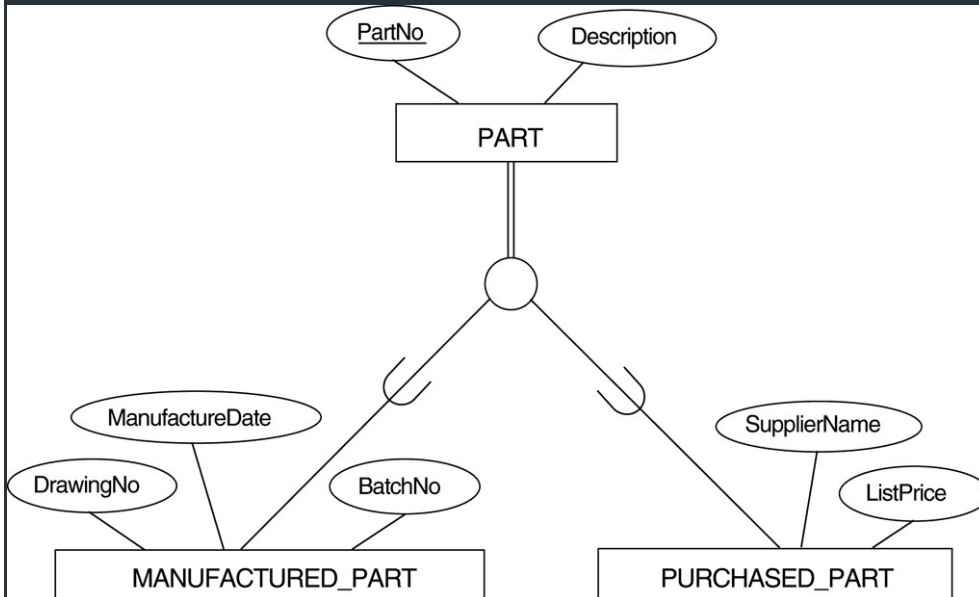 PartNo
Description
PART
ManufactureDate
SupplierName
DrawingNo
BatchNo
ListPrice
MANUFACTURED_PART
PURCHASED_PART